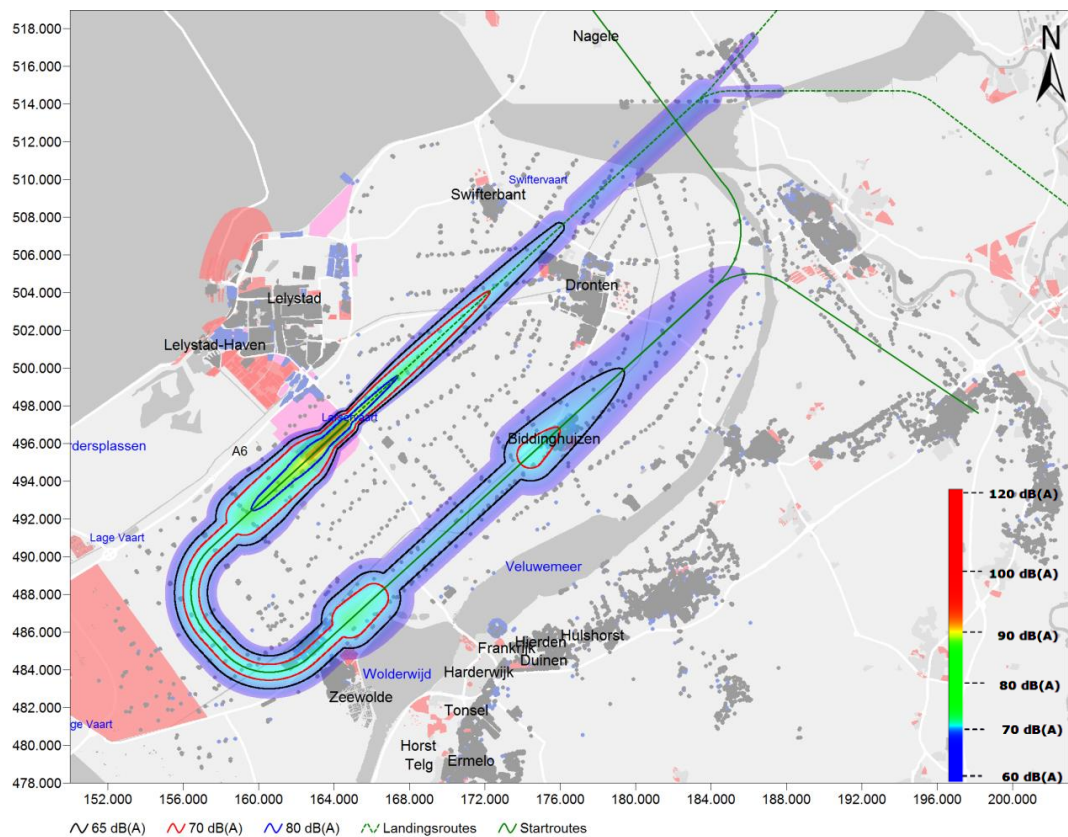 518.000
Nagele
N
516.000
514.000
512.000
510.000
Swiftervaart
Swifterbant
508.000
506.000
504.000
Dronten
Lelystad
502.000
Lelystad-Haven
500.000
498.000
496.000
Biddinghuizen
rdersplassen
A6
494.000
120 dB(A)
492.000
Lage Vaart
490.000
Veluwemeer
100 dB(A)
488.000
90 dB(A)
486.000
Hulshorst
Hierden
Frankrijk
Duinen
484.000
Harderwijk
Wolderwijd
80 dB(A)
Zeewolde
482.000
Tonsel
ge Vaart
70 dB(A)
480.000
Horst
Telg
Ermelo
60 dB(A)
478.000
152.000 156.000 160.000 164.000 168.000 172.000 176.000 180.000 184.000 188.000 192.000 196.000 200.000
65 dB(A) 70 dB(A) 80 dB(A) Landingsroutes Startroutes